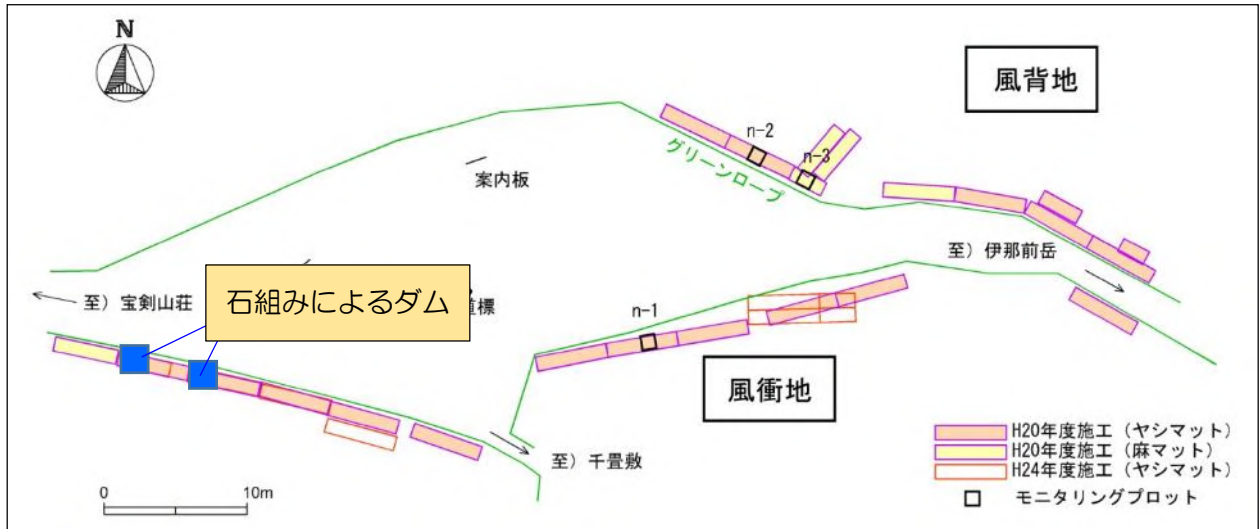 N
風背地
n-2
n-3
グリーンロープ
案内板
至）伊那前岳
至）宝剣山荘
石組みによるダム
標
n-1
風衝地
至）千畳敷
0
10m
H20年度施工（ヤシマット）
H20年度施工（麻マット）
H24年度施工（ヤシマット）
モニタリングプロット